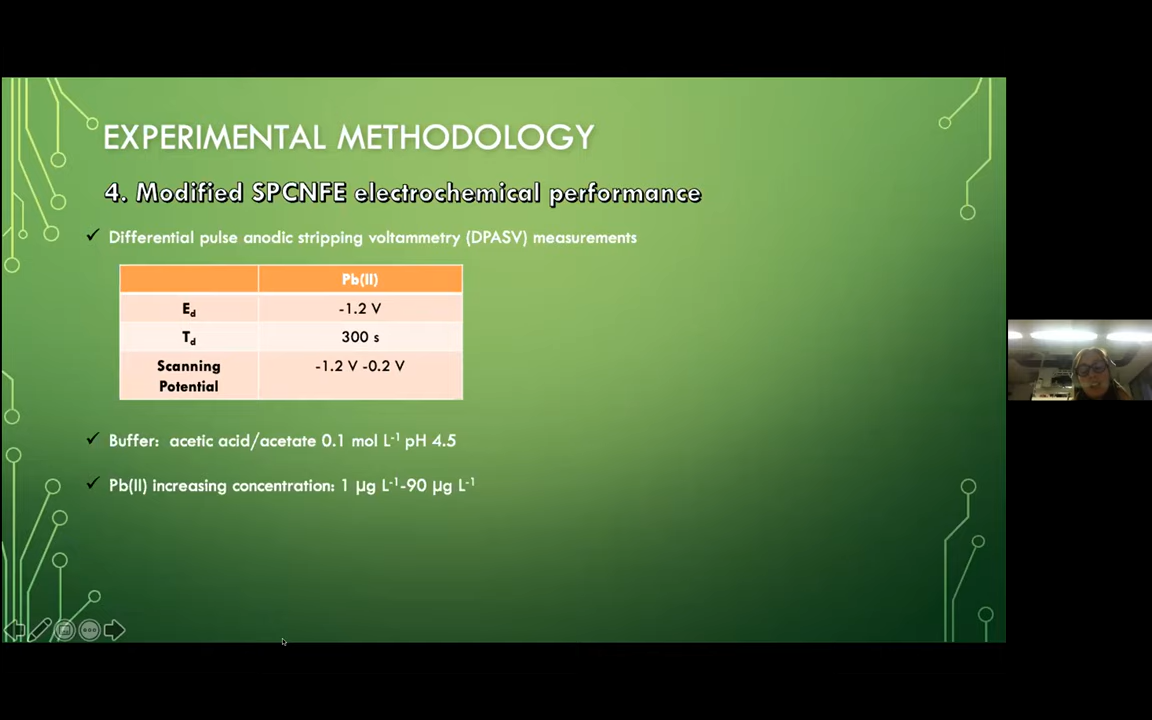 EXPERIMENTAL METHODOLOGY
4. Modified SPCNFE electrochemical performance
✓ Differential pulse anodic stripping voltammetry (DPASV) measurements
Pb(II)
Ed -1.2 V
Td 300 s
Scanning Potential -1.2 V -0.2 V
✓ Buffer: acetic acid/acetate 0.1 mol L-1 pH 4.5
✓ Pb(II) increasing concentration: 1 µg L-1-90 µg L-1